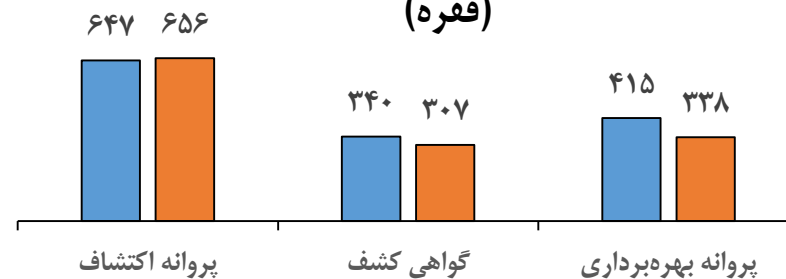 (فقره)
۶۴۷ ۶۵۶
۳۴۰ ۳۰۷
۴۱۵ ۳۳۸
پروانه اکتشاف
گواهی کشف
پروانه بهره‌برداری